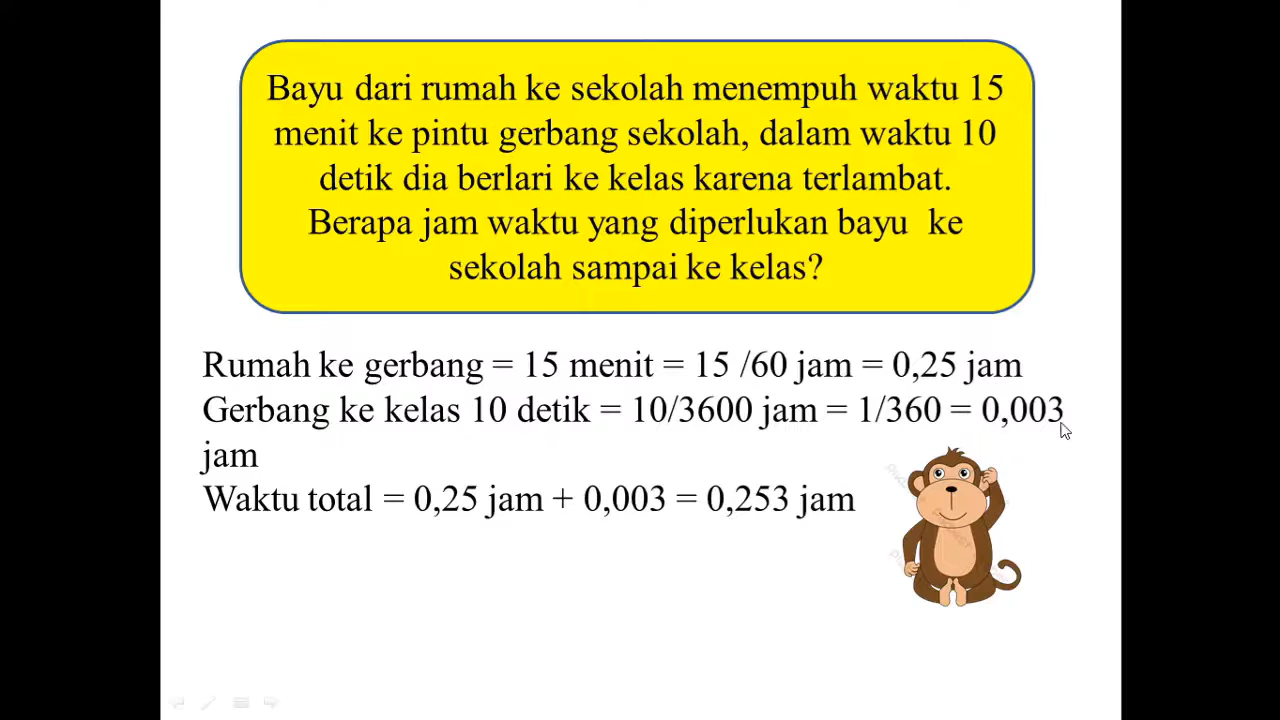 Bayu dari rumah ke sekolah menempuh waktu 15
menit ke pintu gerbang sekolah, dalam waktu 10
detik dia berlari ke kelas karena terlambat.
Berapa jam waktu yang diperlukan bayu  ke
sekolah sampai ke kelas?
Rumah ke gerbang = 15 menit = 15 /60 jam = 0,25 jam
Gerbang ke kelas 10 detik = 10/3600 jam = 1/360 = 0,003
jam
Waktu total = 0,25 jam + 0,003 = 0,253 jam